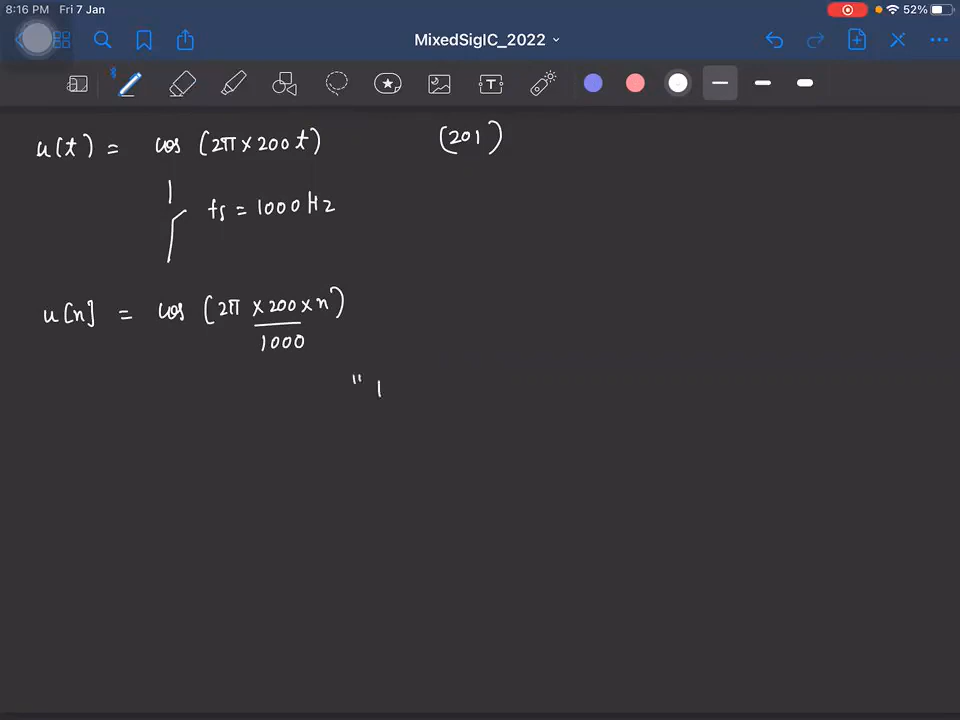 8:16 PM Fri 7 Jan 52%
MixedSigIC_2022
T
u(t) = cos (2π × 200 t) (201)
fs = 1000 Hz
u[n] = cos (2π × 200 × n)
1000
" |